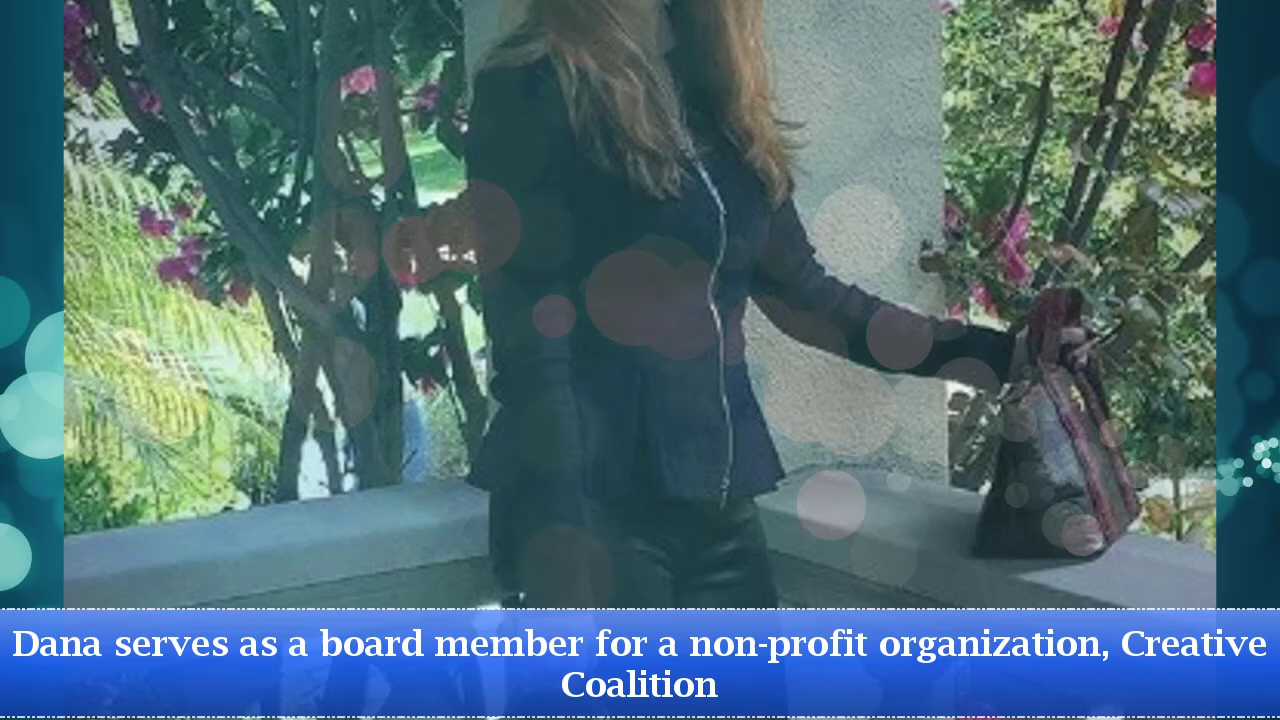 Dana serves as a board member for a non-profit organization, Creative
Coalition